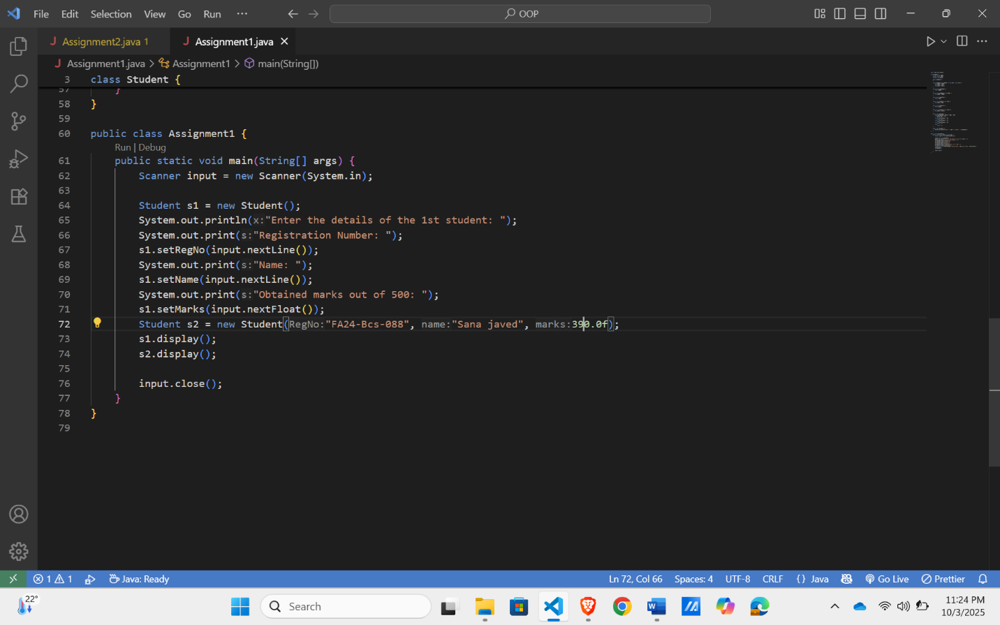 File Edit Selection View Go Run ··· OOP
Assignment2.java 1 Assignment1.java
Assignment1.java > Assignment1 > main(String[])
3 class Student {
57 }
58 }
59
60 public class Assignment1 {
Run | Debug
61 public static void main(String[] args) {
62 Scanner input = new Scanner(System.in);
63
64 Student s1 = new Student();
65 System.out.println(x:"Enter the details of the 1st student: ");
66 System.out.print(s:"Registration Number: ");
67 s1.setRegNo(input.nextLine());
68 System.out.print(s:"Name: ");
69 s1.setName(input.nextLine());
70 System.out.print(s:"Obtained marks out of 500: ");
71 s1.setMarks(input.nextFloat());
72 Student s2 = new Student(RegNo:"FA24-Bcs-088", name:"Sana javed", marks:390.0f);
73 s1.display();
74 s2.display();
75
76 input.close();
77 }
78 }
79
1 1 Java: Ready Ln 72, Col 66 Spaces: 4 UTF-8 CRLF {} Java Go Live Prettier
22° Search 11:24 PM
10/3/2025